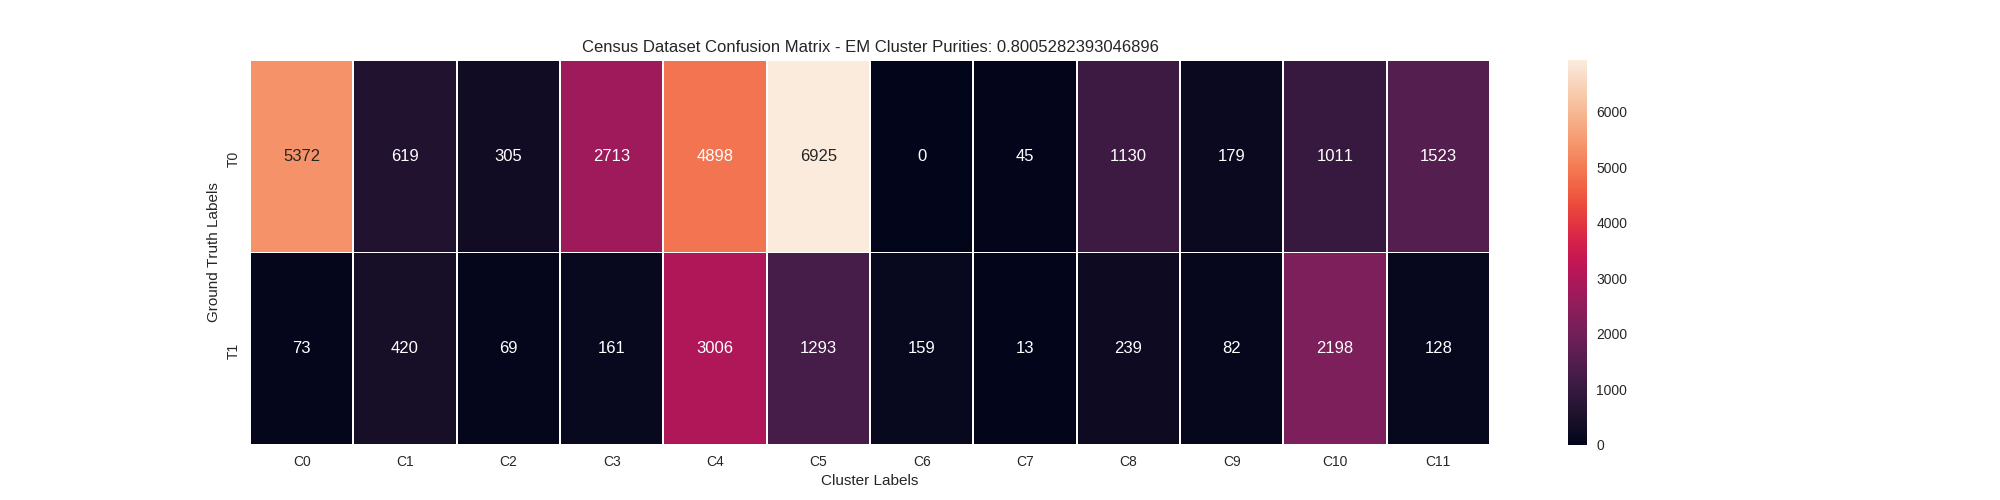 Census Dataset Confusion Matrix - EM Cluster Purities: 0.8005282393046896
Ground Truth Labels
T0
5372 619 305 2713 4898 6925 0 45 1130 179 1011 1523
T1
73 420 69 161 3006 1293 159 13 239 82 2198 128
C0 C1 C2 C3 C4 C5 C6 C7 C8 C9 C10 C11
Cluster Labels
6000
5000
4000
3000
2000
1000
0